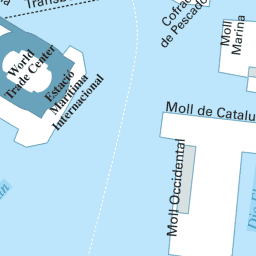 Cofra
de Pescado
Moll
Marina
World
Trade Center
Estació
Marítima
Internacional
Moll de Catalu
Moll Occidental